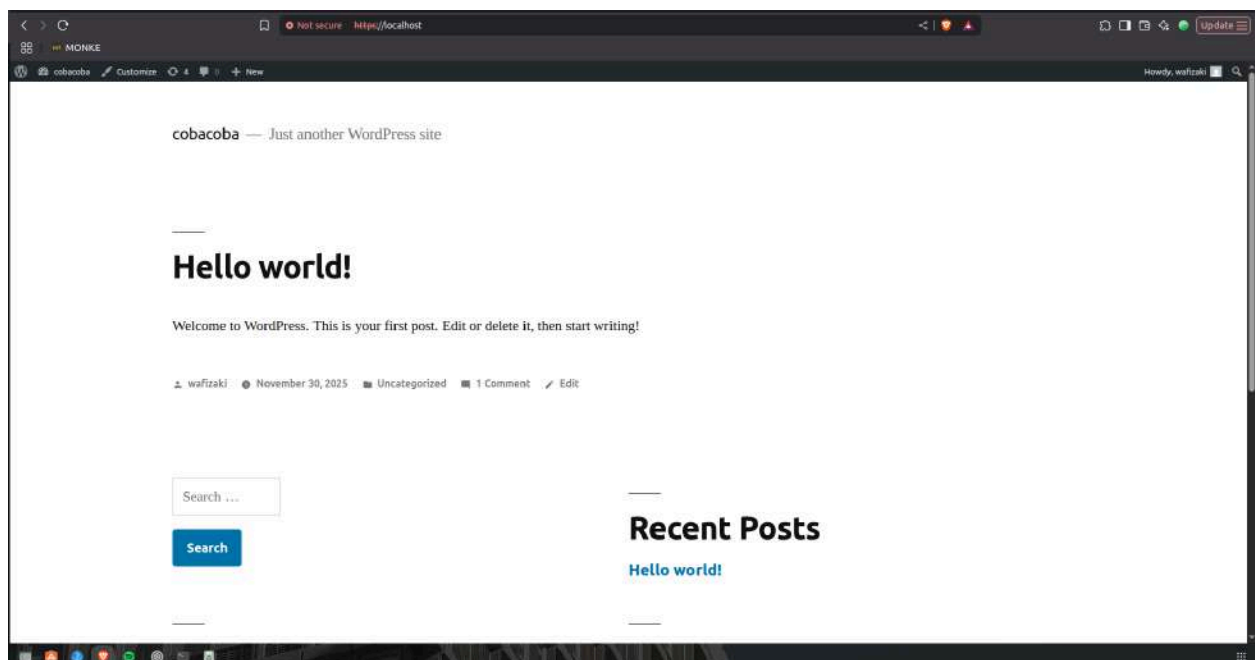 Not secure https://localhost
Update
MONKE
cobacoba Customize 4 0 + New
Howdy, wafizaki
cobacoba — Just another WordPress site
Hello world!
Welcome to WordPress. This is your first post. Edit or delete it, then start writing!
wafizaki November 30, 2025 Uncategorized 1 Comment Edit
Search …
Search
Recent Posts
Hello world!